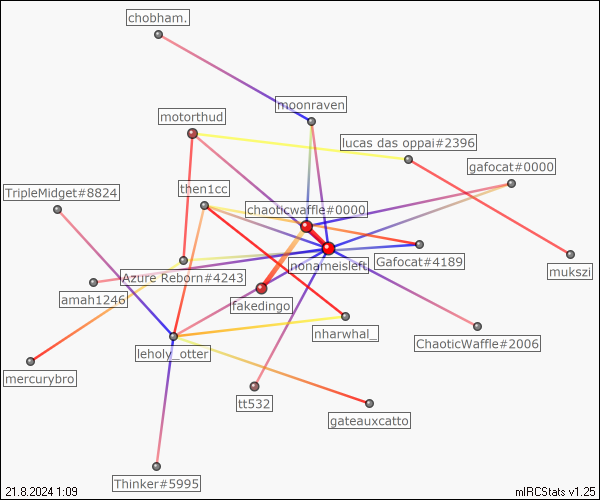 chobham.
moonraven
motorthud
lucas das oppai#2396
gafocat#0000
TripleMidget#8824
then1cc
chaoticwaffle#0000
nonameisleft
Gafocat#4189
mukszi
Azure Reborn#4243
amah1246
fakedingo
nharwhal_
ChaoticWaffle#2006
leholy_otter
mercurybro
tt532
gateauxcatto
Thinker#5995
21.8.2024 1:09
mIRCStats v1.25